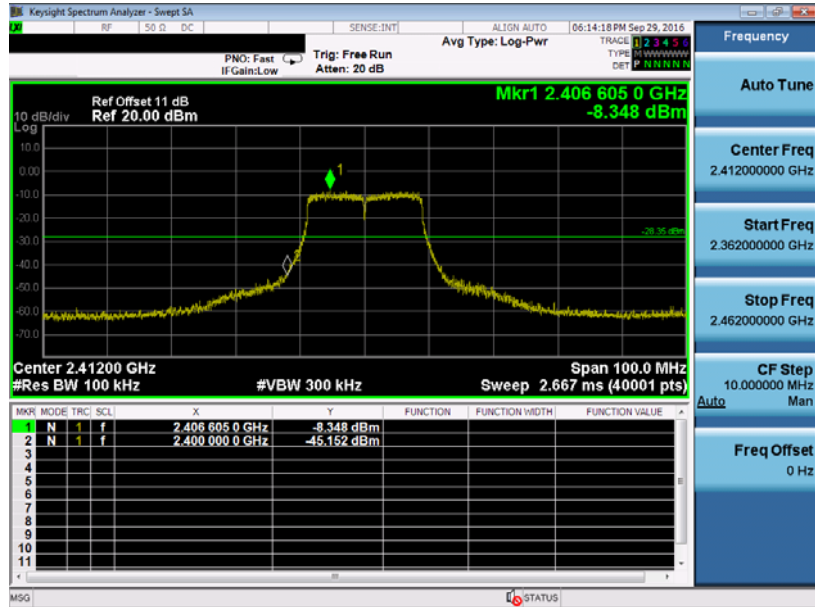 Keysight Spectrum Analyzer - Swept SA
RF 50 Ω DC SENSE:INT ALIGN AUTO 06:14:18 PM Sep 29, 2016
Avg Type: Log-Pwr TRACE 1 2 3 4 5 6
PNO: Fast Trig: Free Run TYPE M WWWWW
IFGain:Low Atten: 20 dB DET P N N N N N
Mkr1 2.406 605 0 GHz
-8.348 dBm
Ref Offset 11 dB
10 dB/div Ref 20.00 dBm
Log
10.0
0.00
-10.0
-20.0
-30.0
-40.0
-50.0
-60.0
-70.0
1
2
-28.35 dBm
Center 2.41200 GHz Span 100.0 MHz
#Res BW 100 kHz #VBW 300 kHz Sweep 2.667 ms (40001 pts)
MKR MODE TRC SCL X Y FUNCTION FUNCTION WIDTH FUNCTION VALUE
1 N 1 f 2.406 605 0 GHz -8.348 dBm
2 N 1 f 2.400 000 0 GHz -45.152 dBm
3
4
5
6
7
8
9
10
11
MSG STATUS
Frequency
Auto Tune
Center Freq
2.412000000 GHz
Start Freq
2.362000000 GHz
Stop Freq
2.462000000 GHz
CF Step
10.000000 MHz
Auto Man
Freq Offset
0 Hz